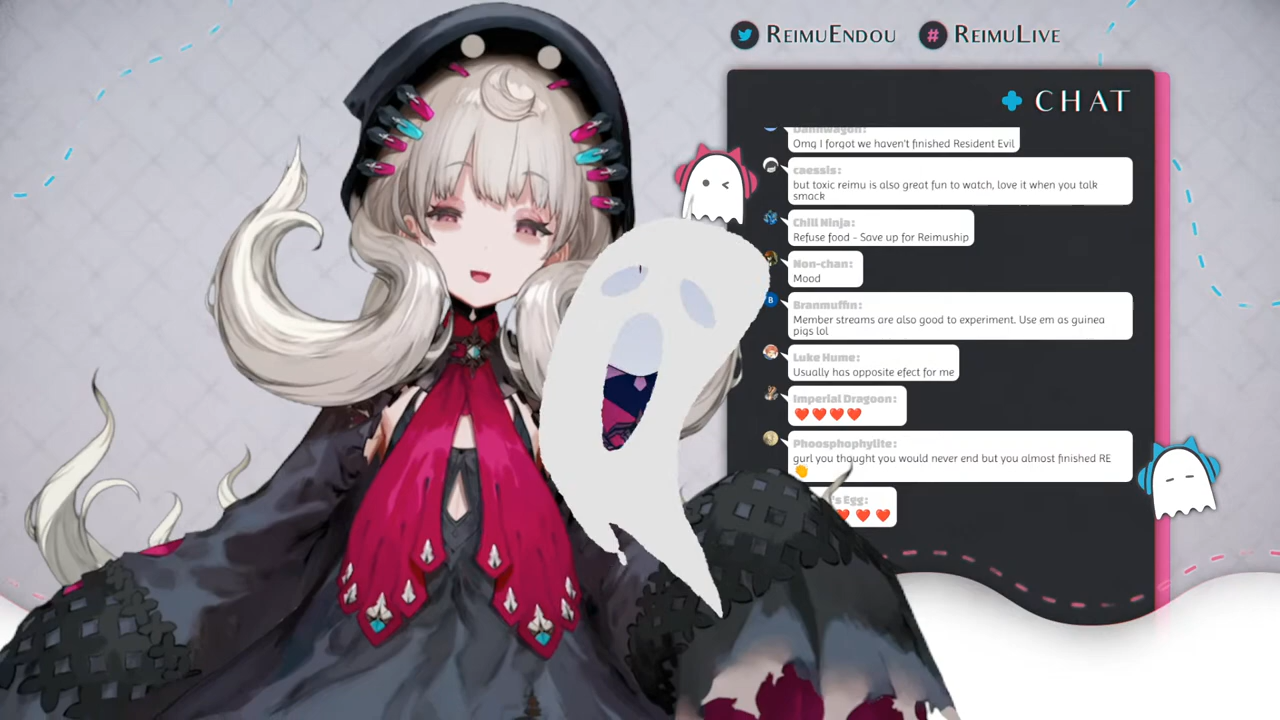 ReimuEndou
# ReimuLive
CHAT
Dannwagon:
Omg I forgot we haven't finished Resident Evil
caessis:
but toxic reimu is also great fun to watch, love it when you talk
smack
Chill Ninja:
Refuse food - Save up for Reimuship
Non-chan:
Mood
B
Branmuffin:
Member streams are also good to experiment. Use em as guinea
pigs lol
Luke Hume:
Usually has opposite efect for me
Imperial Dragoon:
❤️❤️❤️❤️
Phoosphophylite:
gurl you thought you would never end but you almost finished RE
👏
's Egg:
❤️❤️❤️